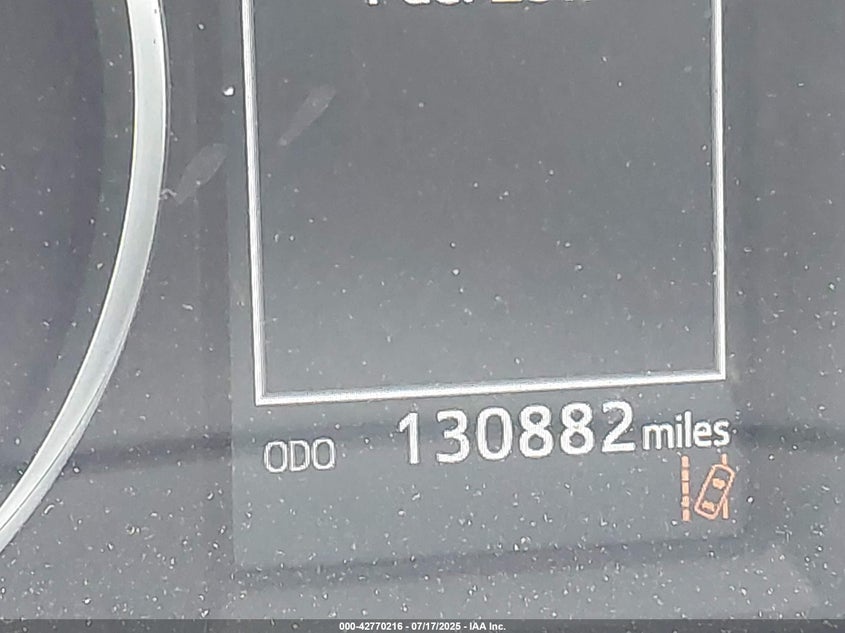 ODO 130882 miles
000-42770216 - 07/17/2025 - IAA Inc.